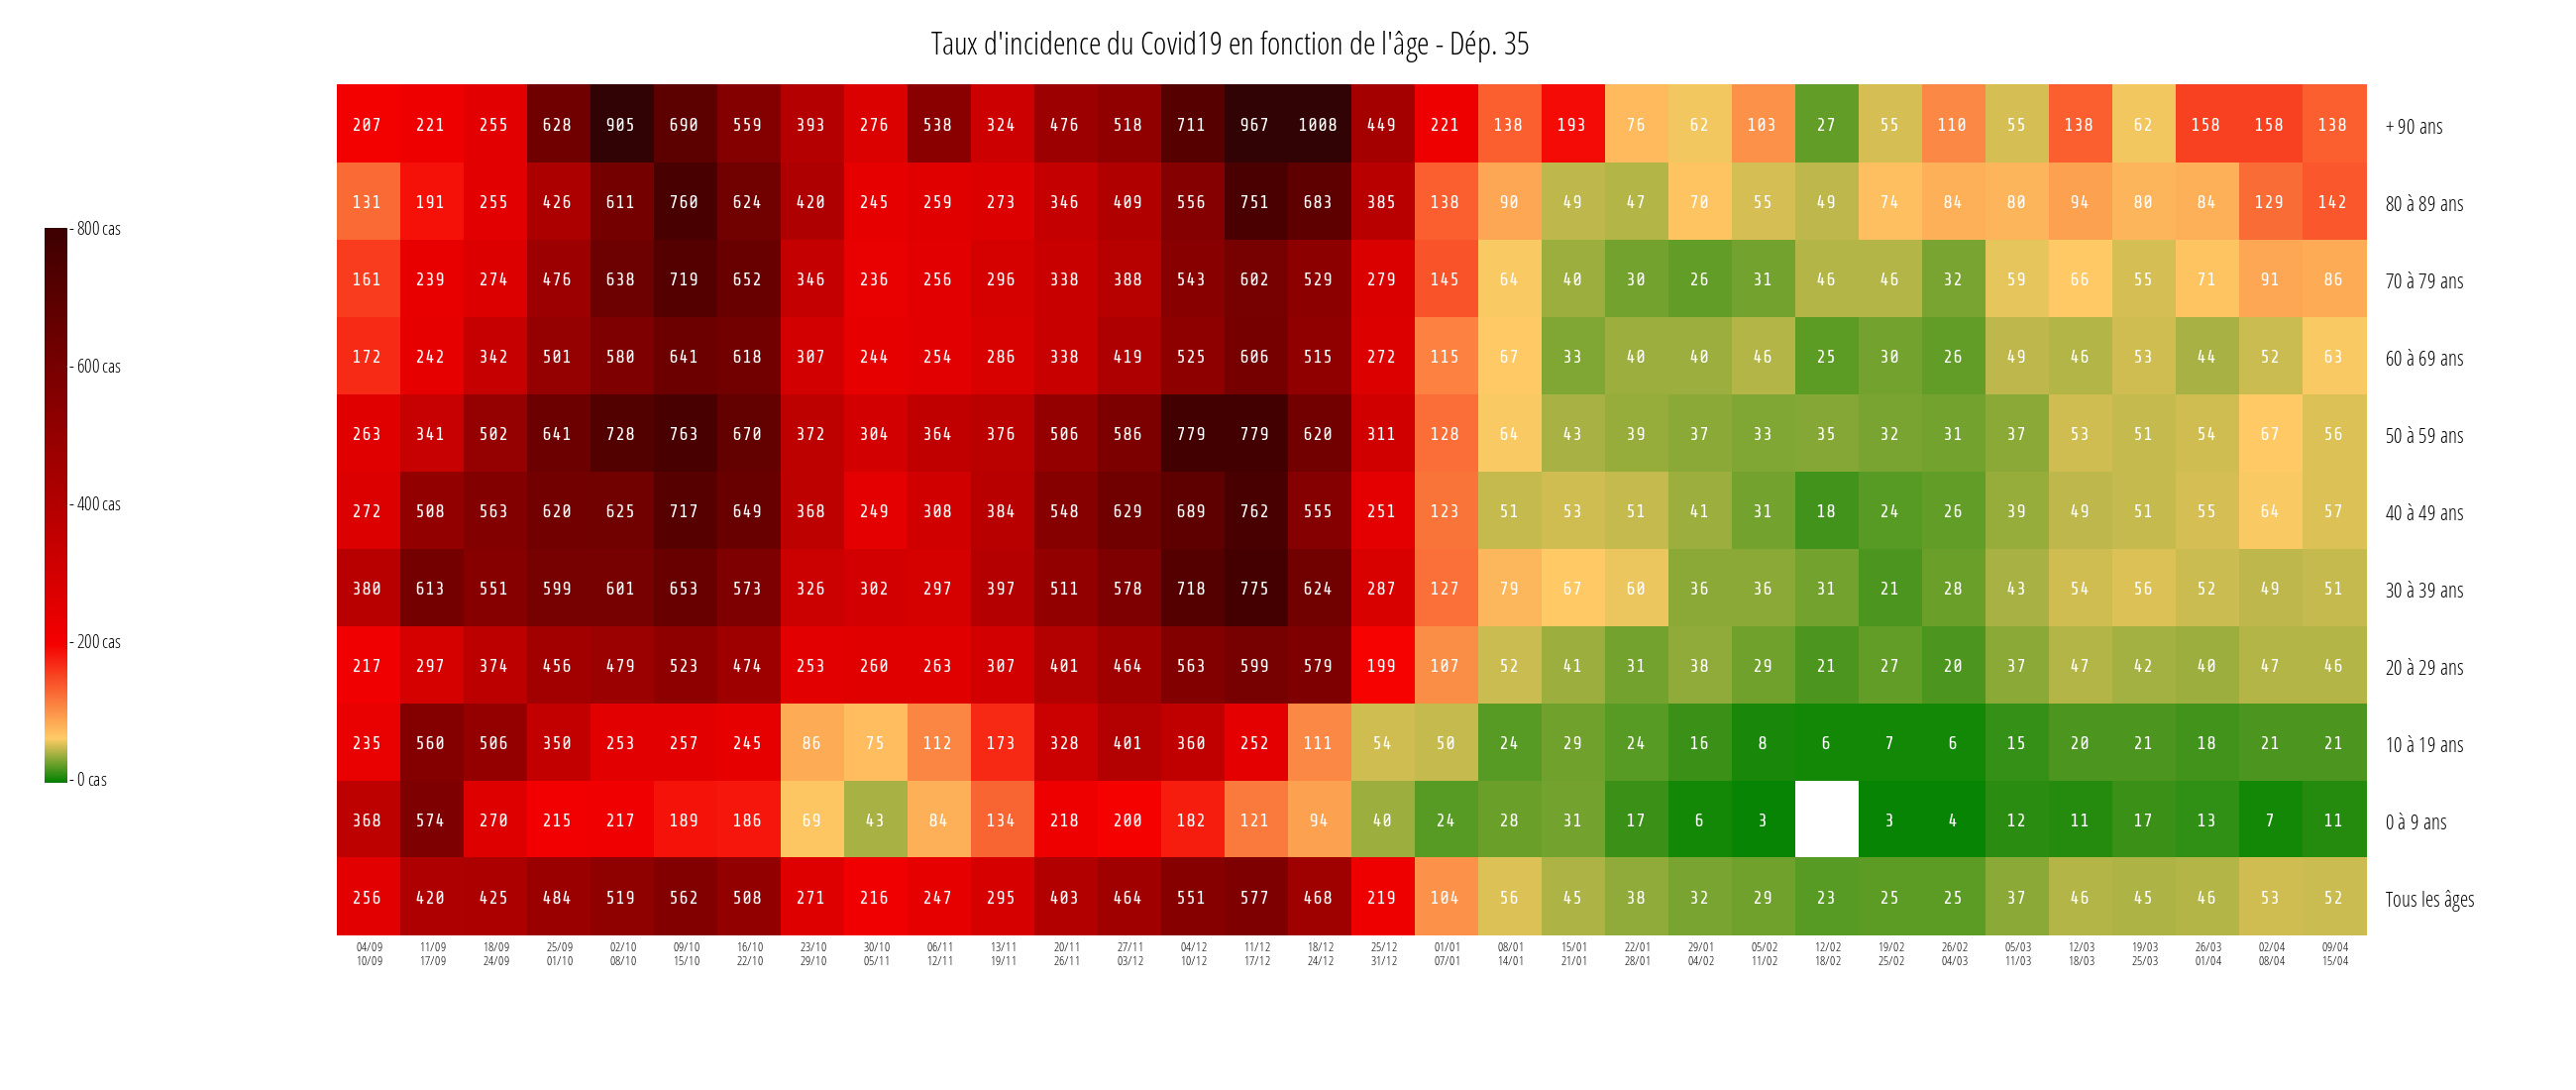 Taux d'incidence du Covid19 en fonction de l'âge - Dép. 35
- 800 cas
- 600 cas
- 400 cas
- 200 cas
- 0 cas
207 221 255 628 905 690 559 393 276 538 324 476 518 711 967 1008 449 221 138 193 76 62 103 27 55 110 55 138 62 158 158 138 + 90 ans
131 191 255 426 611 760 624 420 245 259 273 346 409 556 751 683 385 138 90 49 47 70 55 49 74 84 80 94 80 84 129 142 80 à 89 ans
161 239 274 476 638 719 652 346 236 256 296 338 388 543 602 529 279 145 64 40 30 26 31 46 46 32 59 66 55 71 91 86 70 à 79 ans
172 242 342 501 580 641 618 307 244 254 286 338 419 525 606 515 272 115 67 33 40 40 46 25 30 26 49 46 53 44 52 63 60 à 69 ans
263 341 502 641 728 763 670 372 304 364 376 506 586 779 779 620 311 128 64 43 39 37 33 35 32 31 37 53 51 54 67 56 50 à 59 ans
272 508 563 620 625 717 649 368 249 308 384 548 629 689 762 555 251 123 51 53 51 41 31 18 24 26 39 49 51 55 64 57 40 à 49 ans
380 613 551 599 601 653 573 326 302 297 397 511 578 718 775 624 287 127 79 67 60 36 36 31 21 28 43 54 56 52 49 51 30 à 39 ans
217 297 374 456 479 523 474 253 260 263 307 401 464 563 599 579 199 107 52 41 31 38 29 21 27 20 37 47 42 40 47 46 20 à 29 ans
235 560 506 350 253 257 245 86 75 112 173 328 401 360 252 111 54 50 24 29 24 16 8 6 7 6 15 20 21 18 21 21 10 à 19 ans
368 574 270 215 217 189 186 69 43 84 134 218 200 182 121 94 40 24 28 31 17 6 3 3 4 12 11 17 13 7 11 0 à 9 ans
256 420 425 484 519 562 508 271 216 247 295 403 464 551 577 468 219 104 56 45 38 32 29 23 25 25 37 46 45 46 53 52 Tous les âges
04/09 11/09 18/09 25/09 02/10 09/10 16/10 23/10 30/10 06/11 13/11 20/11 27/11 04/12 11/12 18/12 25/12 01/01 08/01 15/01 22/01 29/01 05/02 12/02 19/02 26/02 05/03 12/03 19/03 26/03 02/04 09/04
10/09 17/09 24/09 01/10 08/10 15/10 22/10 29/10 05/11 12/11 19/11 26/11 03/12 10/12 17/12 24/12 31/12 07/01 14/01 21/01 28/01 04/02 11/02 18/02 25/02 04/03 11/03 18/03 25/03 01/04 08/04 15/04